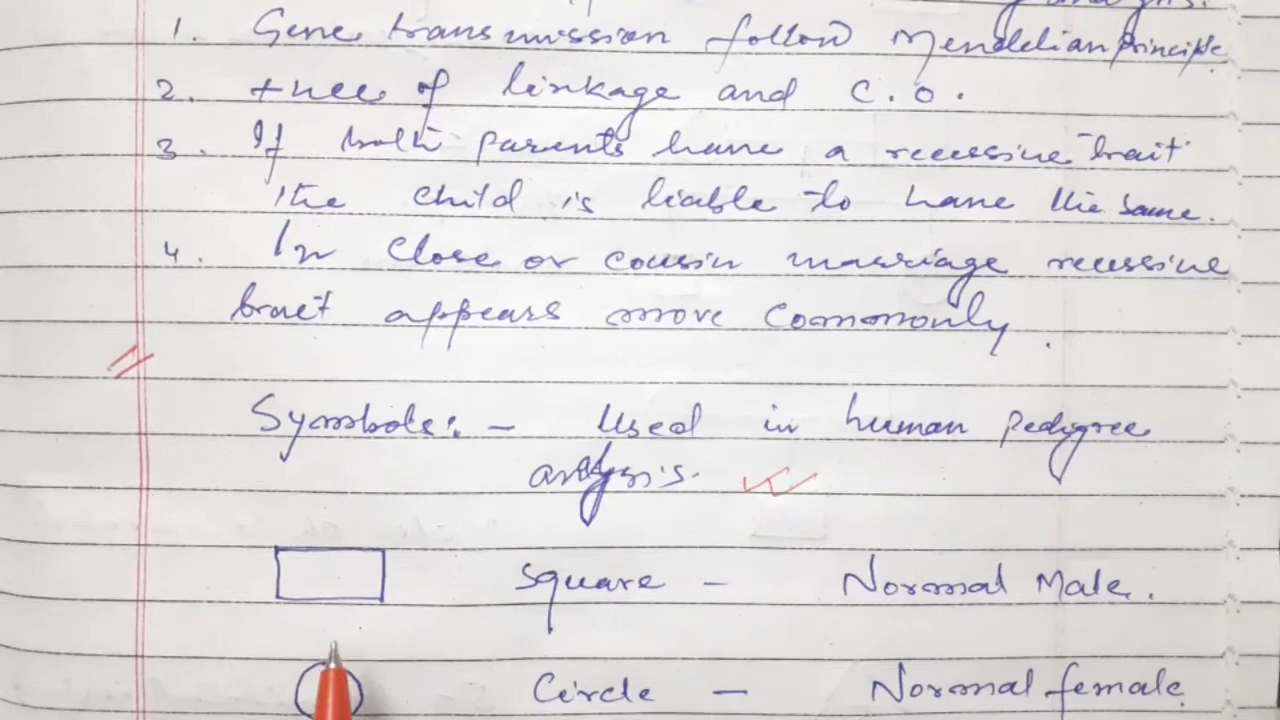 analysis.
1. Gene transmission follow Mendelian principle
2. free of linkage and C.O.
3. If both parents have a recessive trait
the child is liable to have the same.
4. In close or cousin marriage recessive
trait appears more commonly.
Symbols:- Used in human pedigree
analysis.
Square - Normal Male.
Circle - Normal female